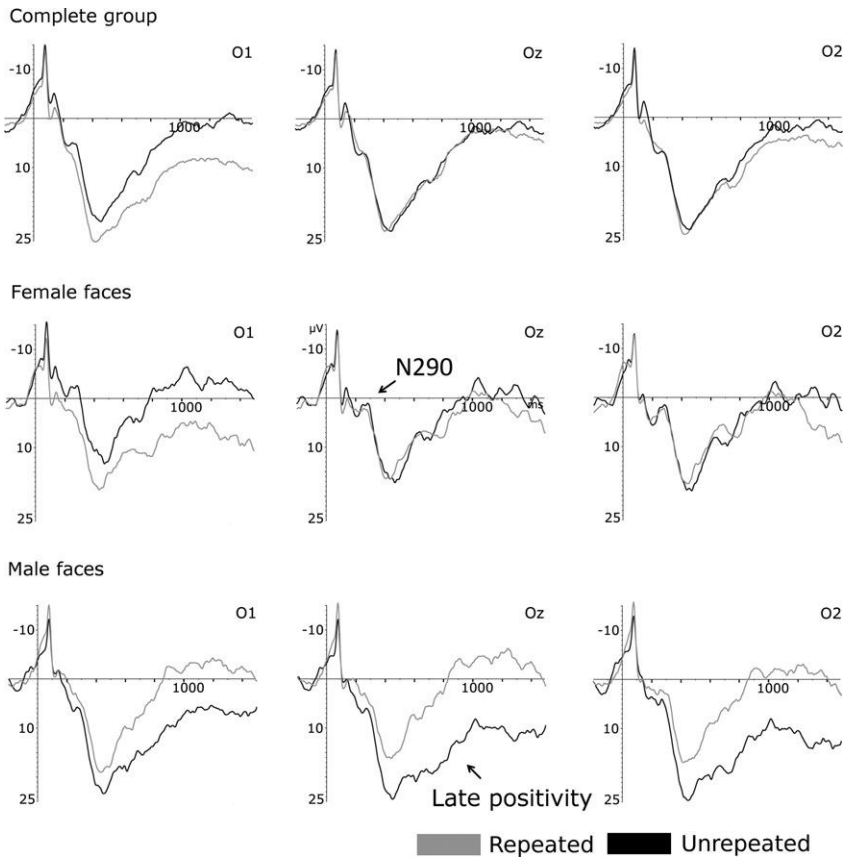 Complete group
O1 Oz O2
-10 -10 -10
1000 1000 1000
10 10 10
25 25 25
Female faces
O1 µV Oz O2
-10 -10 -10
N290
1000 1000 ms 1000
10 10 10
25 25 25
Male faces
O1 Oz O2
-10 -10 -10
1000 1000 1000
10 10 10
25 25 25
Late positivity
Repeated Unrepeated